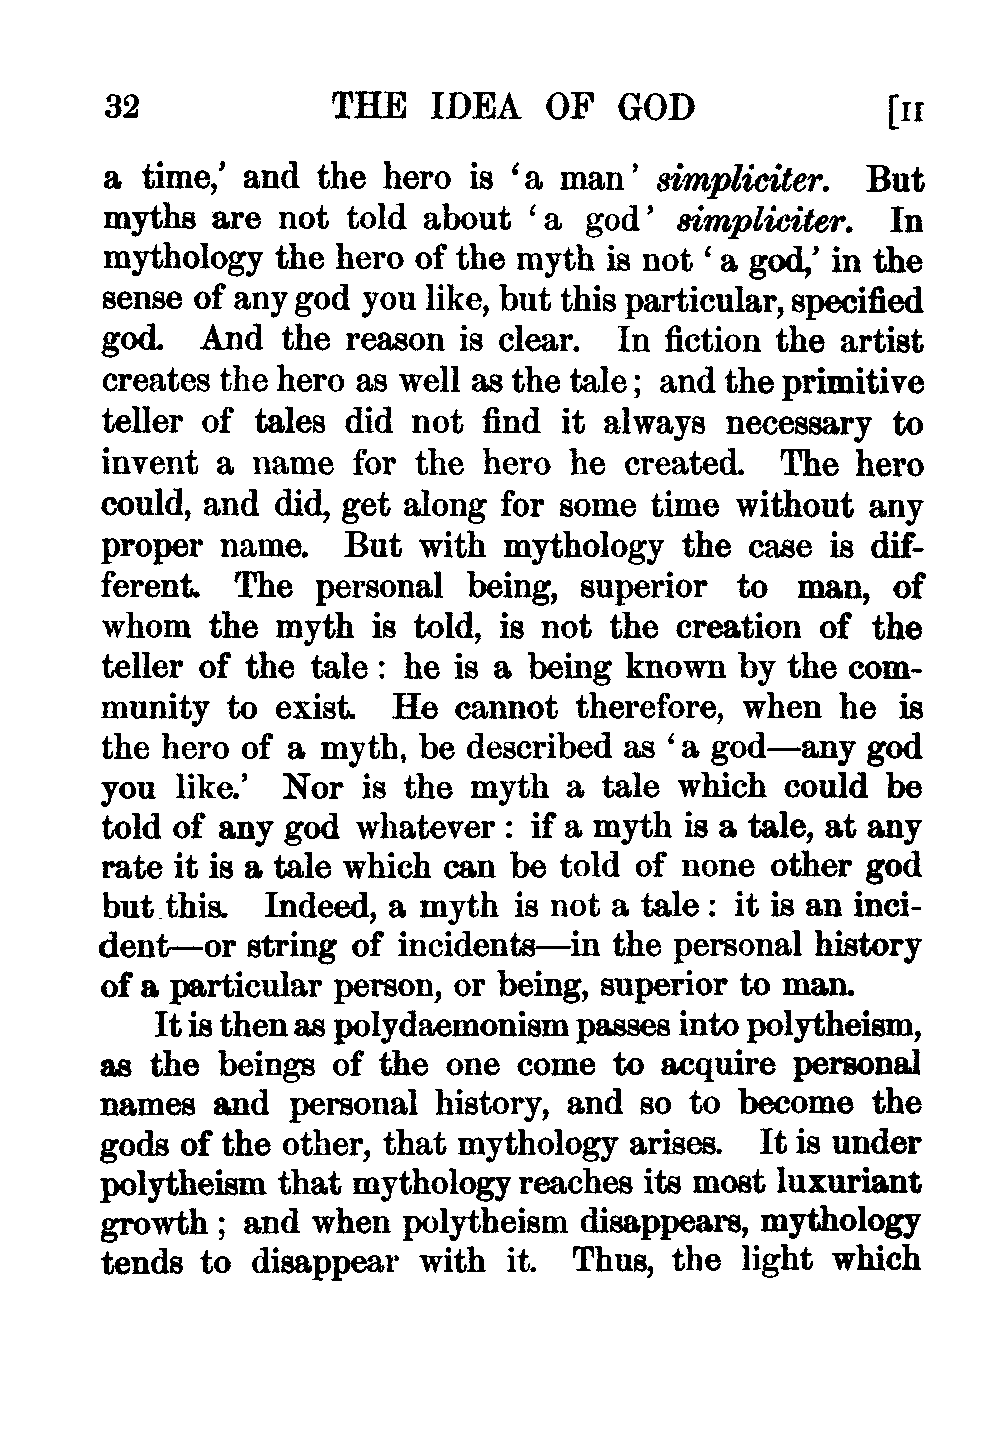 32 THE IDEA OF GOD [II
a time,' and the hero is 'a man' simpliciter. But
myths are not told about 'a god' simpliciter. In
mythology the hero of the myth is not 'a god,' in the
sense of any god you like, but this particular, specified
god. And the reason is clear. In fiction the artist
creates the hero as well as the tale; and the primitive
teller of tales did not find it always necessary to
invent a name for the hero he created. The hero
could, and did, get along for some time without any
proper name. But with mythology the case is dif-
ferent. The personal being, superior to man, of
whom the myth is told, is not the creation of the
teller of the tale: he is a being known by the com-
munity to exist. He cannot therefore, when he is
the hero of a myth, be described as 'a god—any god
you like.' Nor is the myth a tale which could be
told of any god whatever: if a myth is a tale, at any
rate it is a tale which can be told of none other god
but this. Indeed, a myth is not a tale: it is an inci-
dent—or string of incidents—in the personal history
of a particular person, or being, superior to man.
It is then as polydaemonism passes into polytheism,
as the beings of the one come to acquire personal
names and personal history, and so to become the
gods of the other, that mythology arises. It is under
polytheism that mythology reaches its most luxuriant
growth; and when polytheism disappears, mythology
tends to disappear with it. Thus, the light which